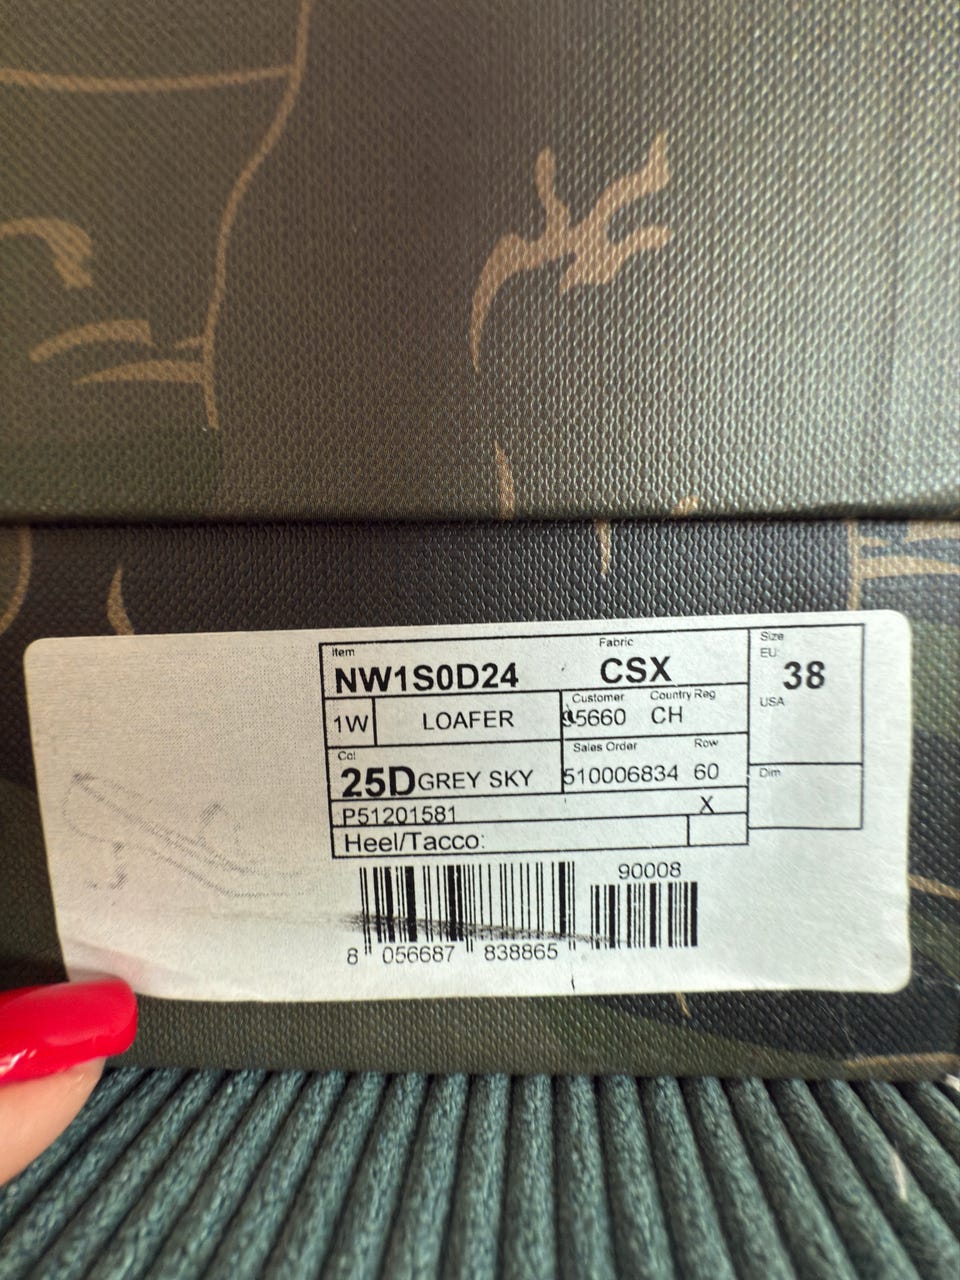 Item Fabric
NW1S0D24 CSX
Size
EU: 38
USA
Dim
1W LOAFER
Customer Country Reg
5660 CH
Col
25D GREY SKY
Sales Order Row
510006834 60
P51201581 X
Heel/Tacco:
90008
8 056687 838865